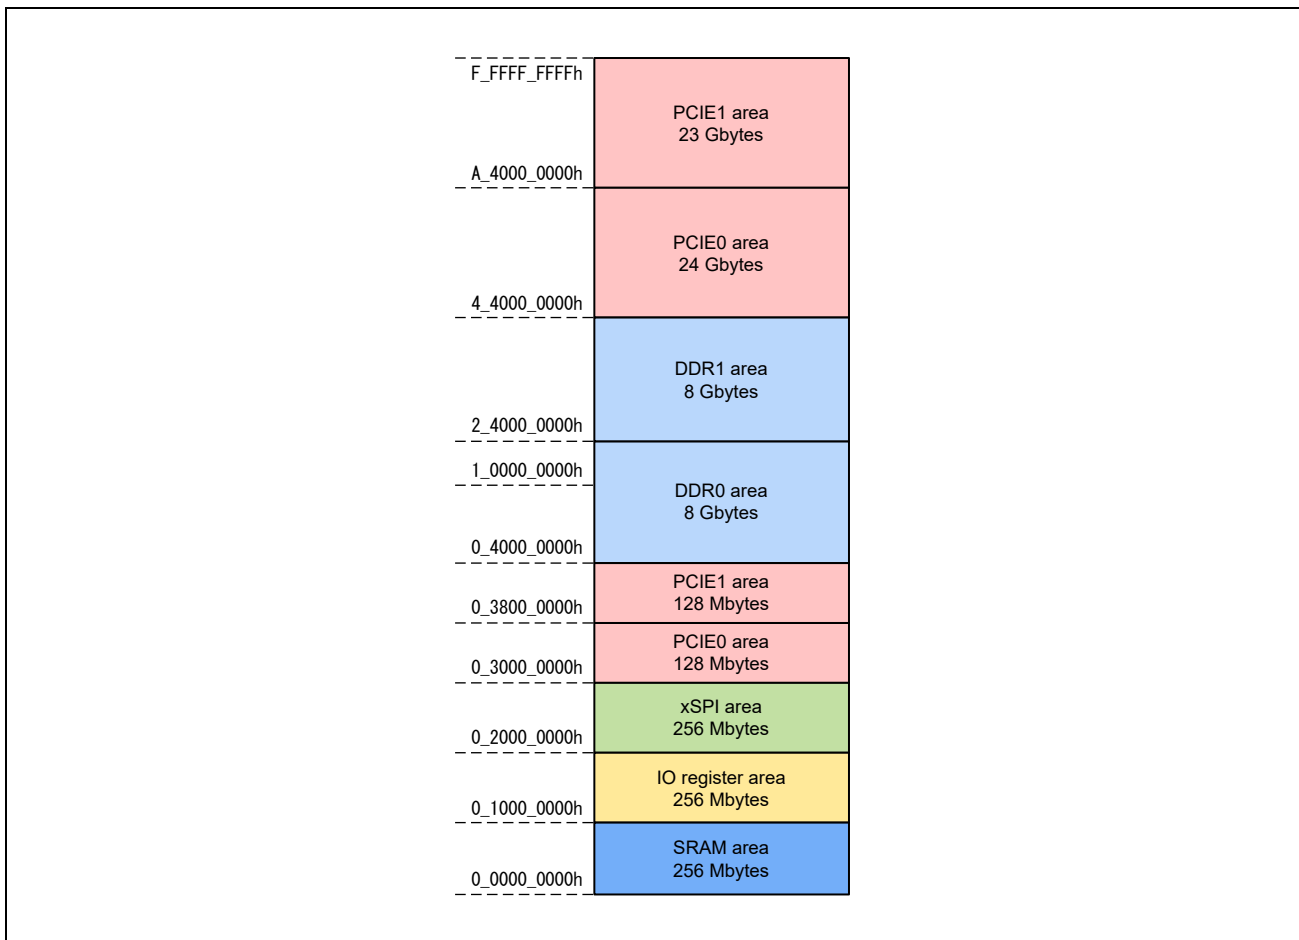 F_FFFF_FFFFh
PCIE1 area
23 Gbytes
A_4000_0000h
PCIE0 area
24 Gbytes
4_4000_0000h
DDR1 area
8 Gbytes
2_4000_0000h
1_0000_0000h
DDR0 area
8 Gbytes
0_4000_0000h
PCIE1 area
128 Mbytes
0_3800_0000h
PCIE0 area
128 Mbytes
0_3000_0000h
xSPI area
256 Mbytes
0_2000_0000h
IO register area
256 Mbytes
0_1000_0000h
SRAM area
256 Mbytes
0_0000_0000h